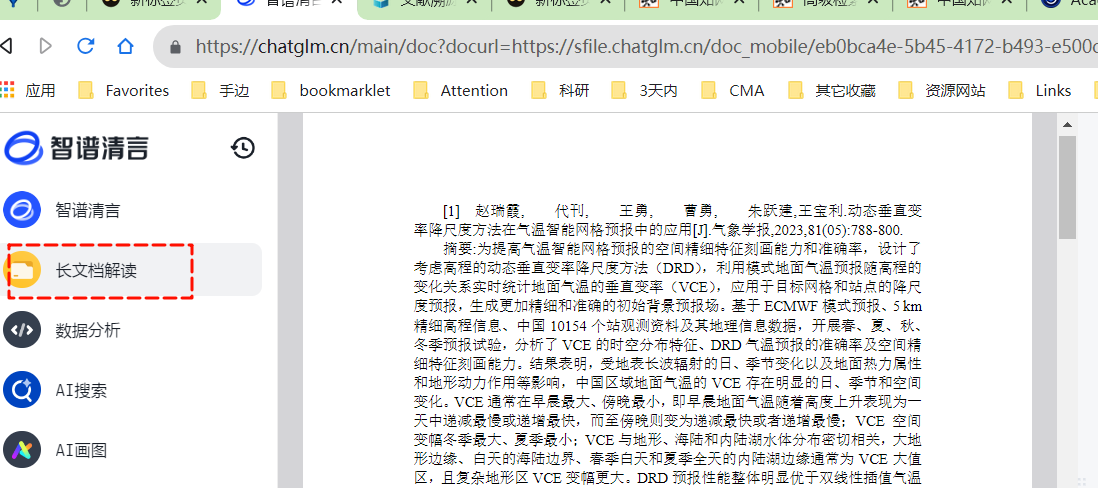 智谱清言
中国知网
高级检索
中国知网
https://chatglm.cn/main/doc?docurl=https://sfile.chatglm.cn/doc_mobile/eb0bca4e-5b45-4172-b493-e500c
应用 Favorites 手边 bookmarklet Attention 科研 3天内 CMA 其它收藏 资源网站 Links
智谱清言
智谱清言
长文档解读
数据分析
AI搜索
AI画图
[1] 赵瑞霞, 代刊, 王勇, 曹勇, 朱跃建,王宝利.动态垂直变
率降尺度方法在气温智能网格预报中的应用[J].气象学报,2023,81(05):788-800.
摘要:为提高气温智能网格预报的空间精细特征刻画能力和准确率，设计了
考虑高程的动态垂直变率降尺度方法（DRD），利用模式地面气温预报随高程的
变化关系实时统计地面气温的垂直变率（VCE），应用于目标网格和站点的降尺
度预报，生成更加精细和准确的初始背景预报场。基于 ECMWF 模式预报、5 km
精细高程信息、中国 10154 个站观测资料及其地理信息数据，开展春、夏、秋、
冬季预报试验，分析了 VCE 的时空分布特征、DRD 气温预报的准确率及空间精
细特征刻画能力。结果表明，受地表长波辐射的日、季节变化以及地面热力属性
和地形动力作用等影响，中国区域地面气温的 VCE 存在明显的日、季节和空间
变化。VCE 通常在早晨最大、傍晚最小，即早晨地面气温随着高度上升表现为一
天中递减最慢或递增最快，而至傍晚则变为递减最快或者递增最慢；VCE 空间
变幅冬季最大、夏季最小；VCE 与地形、海陆和内陆湖水体分布密切相关，大地
形边缘、白天的海陆边界、春季白天和夏季全天的内陆湖边缘通常为 VCE 大值
区，且复杂地形区 VCE 变幅更大。DRD 预报性能整体明显优于双线性插值气温